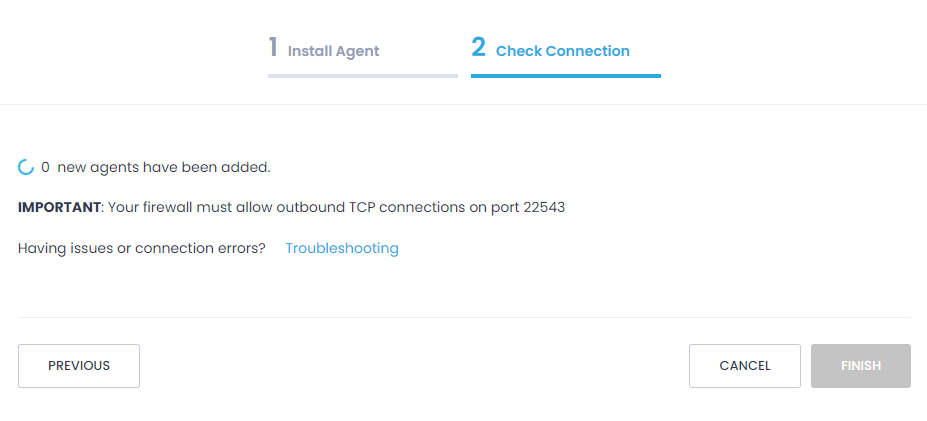 1 Install Agent
2 Check Connection
0 new agents have been added.
IMPORTANT: Your firewall must allow outbound TCP connections on port 22543
Having issues or connection errors? Troubleshooting
PREVIOUS
CANCEL
FINISH